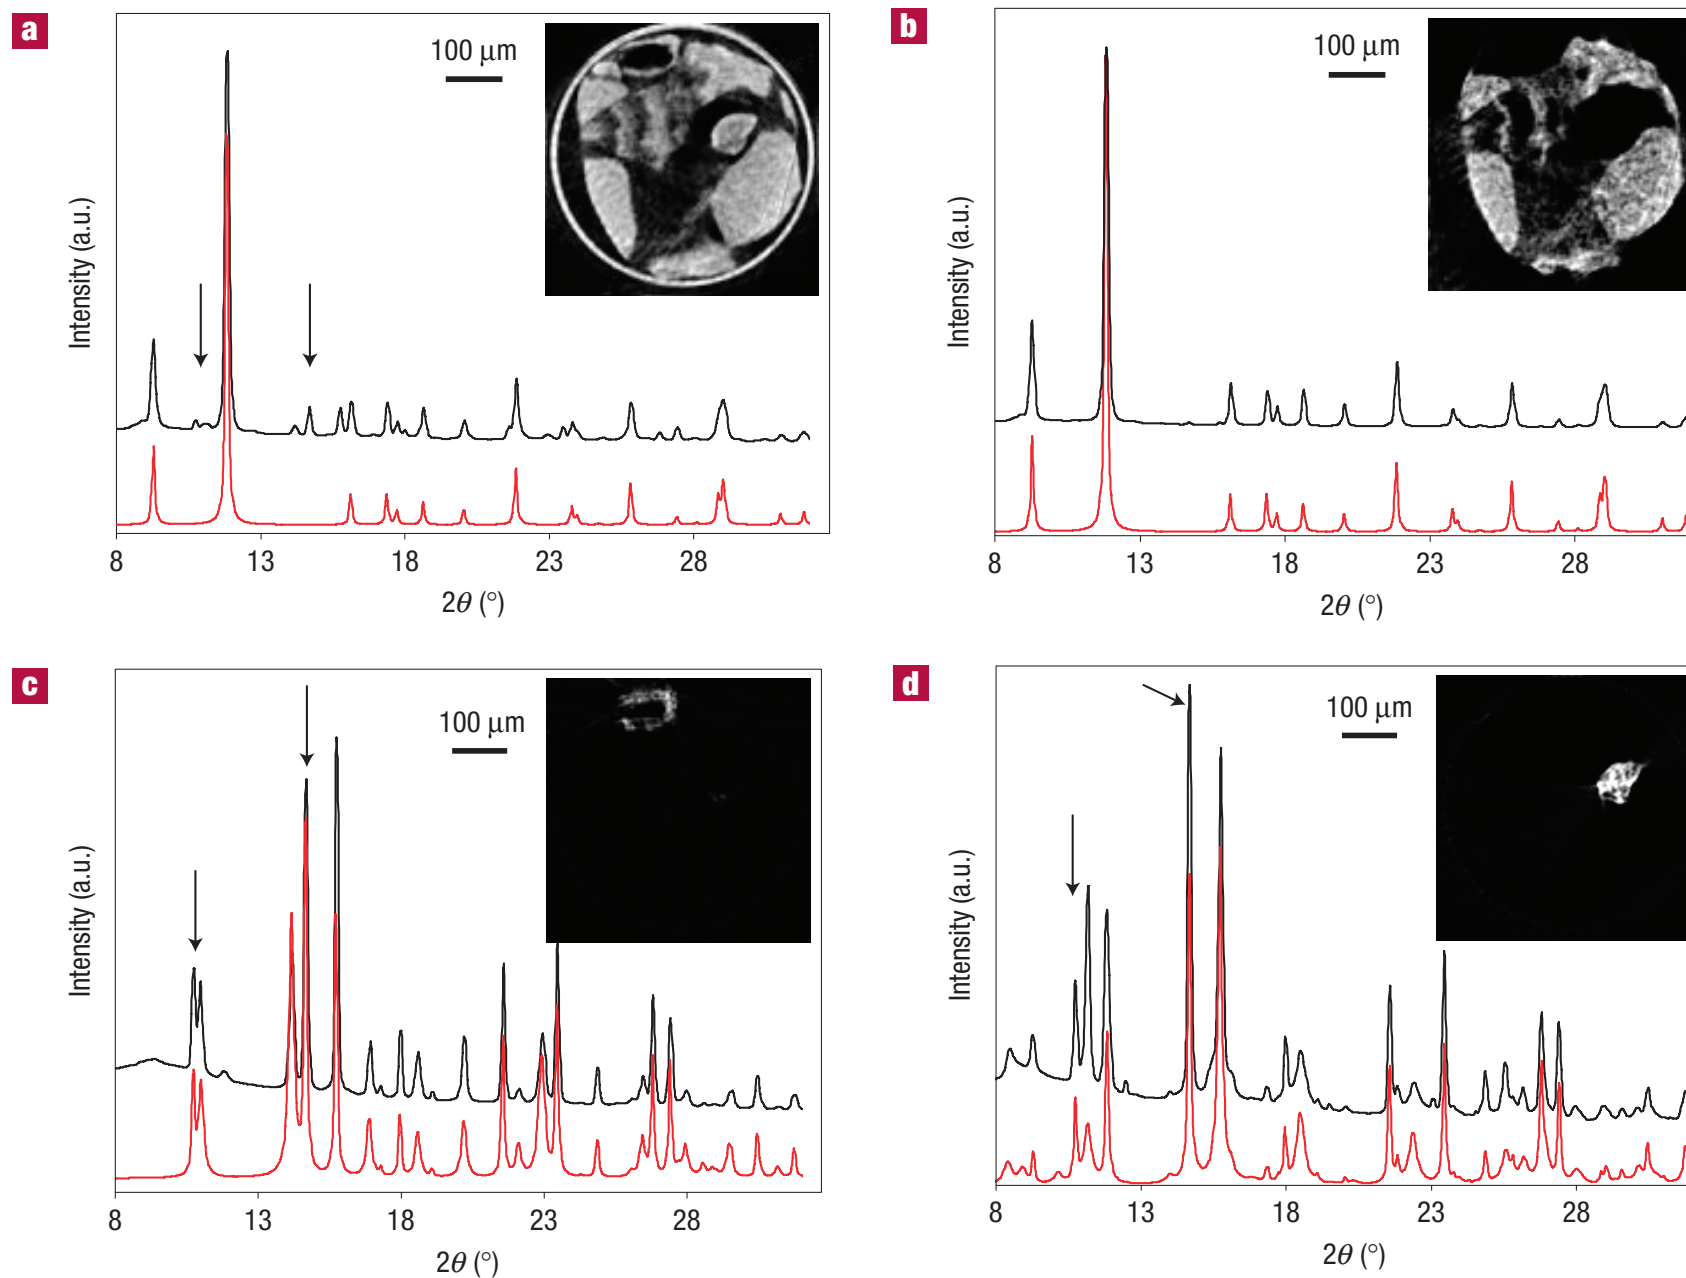 a
100 μm
Intensity (a.u.)
8 13 18 23 28
2θ (°)
b
100 μm
Intensity (a.u.)
8 13 18 23 28
2θ (°)
c
100 μm
Intensity (a.u.)
8 13 18 23 28
2θ (°)
d
100 μm
Intensity (a.u.)
8 13 18 23 28
2θ (°)